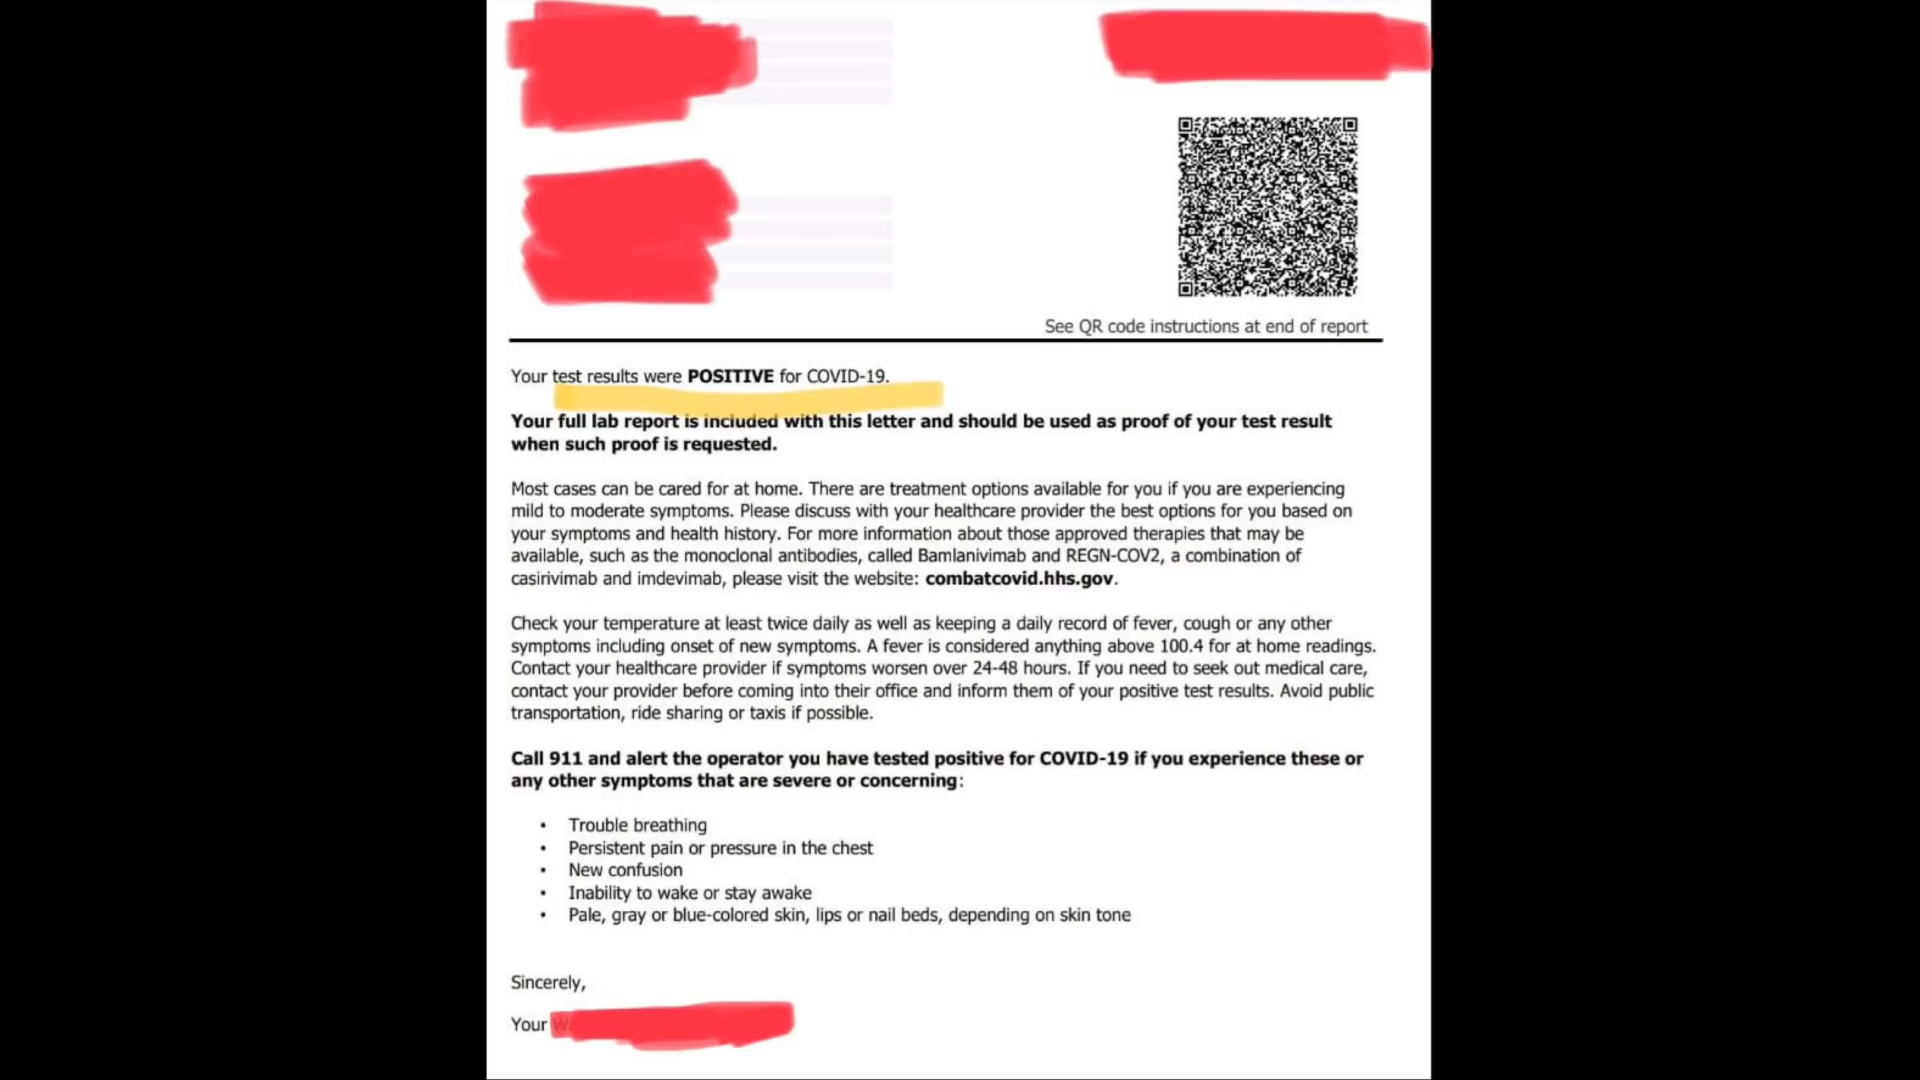 See QR code instructions at end of report
Your test results were POSITIVE for COVID-19.
Your full lab report is included with this letter and should be used as proof of your test result
when such proof is requested.
Most cases can be cared for at home. There are treatment options available for you if you are experiencing
mild to moderate symptoms. Please discuss with your healthcare provider the best options for you based on
your symptoms and health history. For more information about those approved therapies that may be
available, such as the monoclonal antibodies, called Bamlanivimab and REGN-COV2, a combination of
casirivimab and imdevimab, please visit the website: combatcovid.hhs.gov.
Check your temperature at least twice daily as well as keeping a daily record of fever, cough or any other
symptoms including onset of new symptoms. A fever is considered anything above 100.4 for at home readings.
Contact your healthcare provider if symptoms worsen over 24-48 hours. If you need to seek out medical care,
contact your provider before coming into their office and inform them of your positive test results. Avoid public
transportation, ride sharing or taxis if possible.
Call 911 and alert the operator you have tested positive for COVID-19 if you experience these or
any other symptoms that are severe or concerning:
• Trouble breathing
• Persistent pain or pressure in the chest
• New confusion
• Inability to wake or stay awake
• Pale, gray or blue-colored skin, lips or nail beds, depending on skin tone
Sincerely,
Your